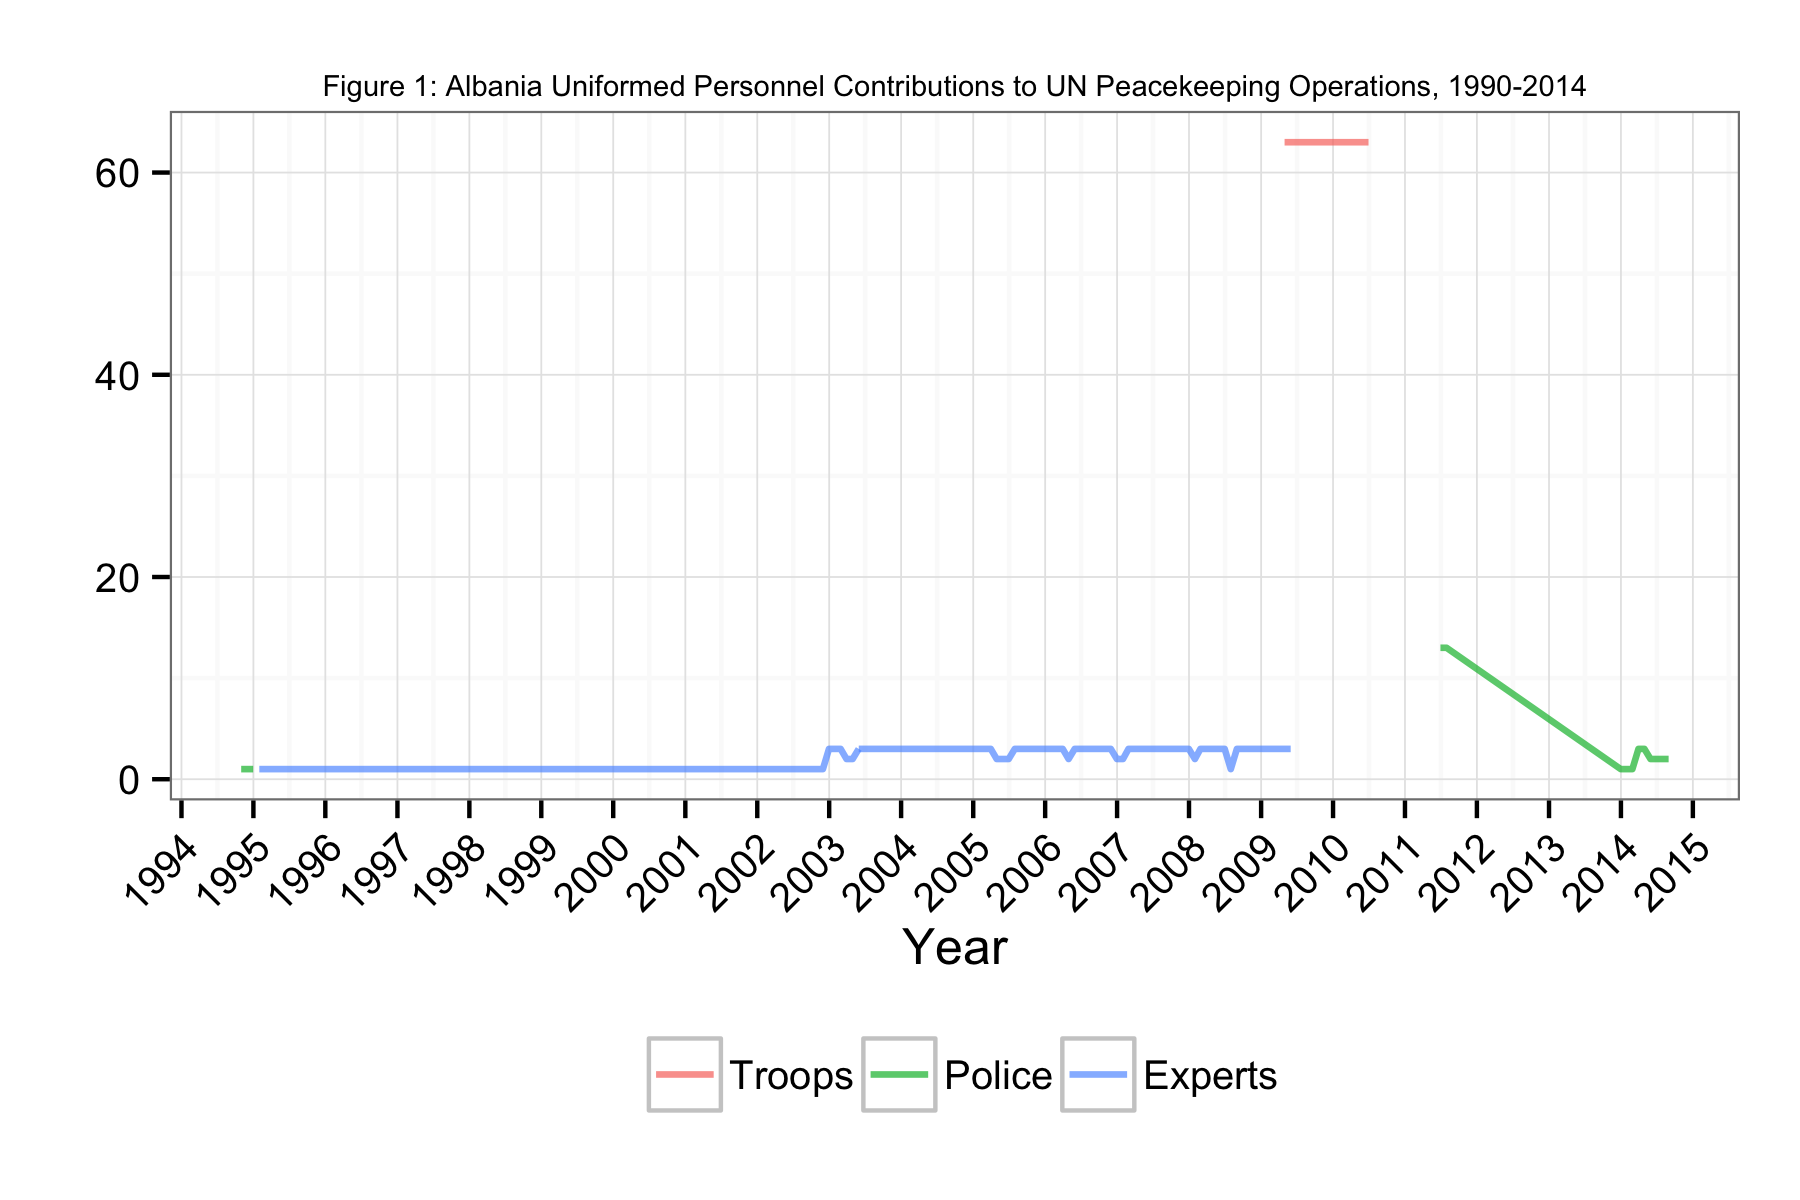 Figure 1: Albania Uniformed Personnel Contributions to UN Peacekeeping Operations, 1990-2014
60
40
20
0
1994 1995 1996 1997 1998 1999 2000 2001 2002 2003 2004 2005 2006 2007 2008 2009 2010 2011 2012 2013 2014 2015
Year
Troops Police Experts